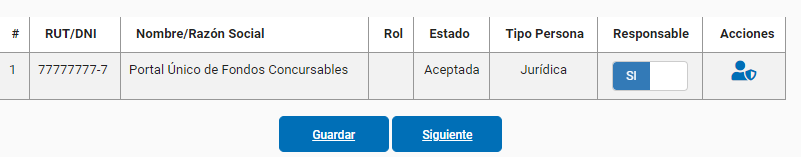 # RUT/DNI Nombre/Razón Social Rol Estado Tipo Persona Responsable Acciones
1 77777777-7 Portal Único de Fondos Concursables Aceptada Jurídica SI
Guardar Siguiente